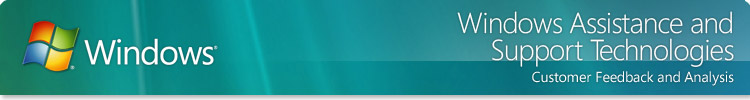 Windows®
Windows Assistance and
Support Technologies
Customer Feedback and Analysis